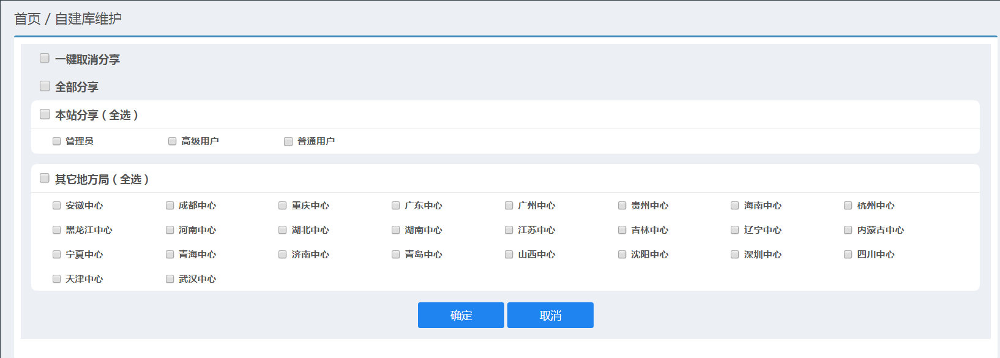 首页 / 自建库维护
一键取消分享
全部分享
本站分享（全选）
管理员 高级用户 普通用户
其它地方局（全选）
安徽中心 成都中心 重庆中心 广东中心 广州中心 贵州中心 海南中心 杭州中心
黑龙江中心 河南中心 湖北中心 湖南中心 江苏中心 吉林中心 辽宁中心 内蒙古中心
宁夏中心 青海中心 济南中心 青岛中心 山西中心 沈阳中心 深圳中心 四川中心
天津中心 武汉中心
确定 取消